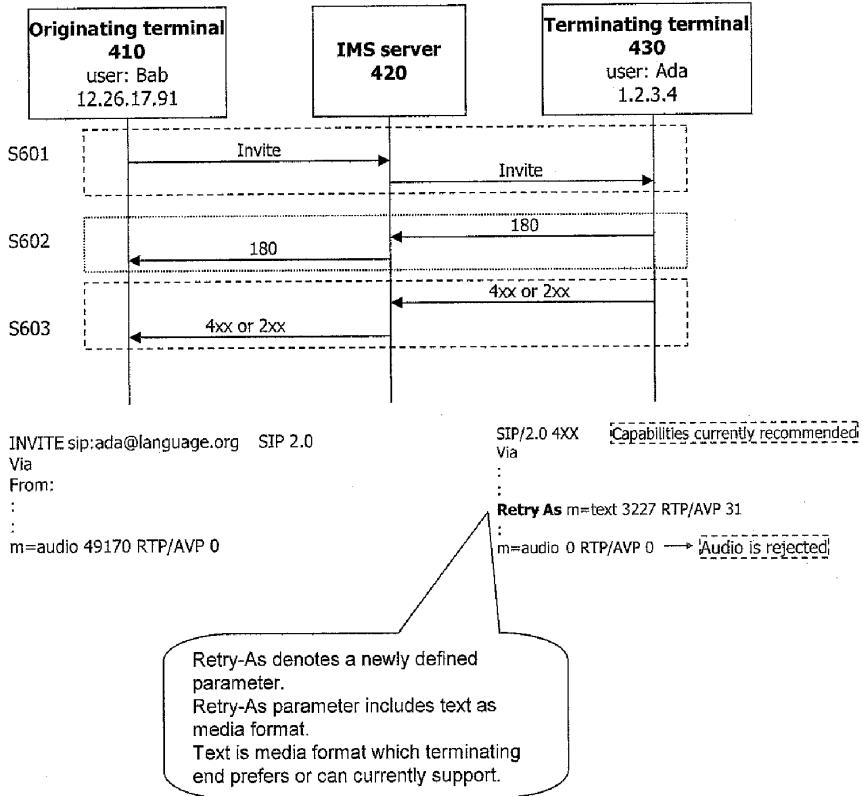 Originating terminal
410
user: Bab
12.26.17.91
IMS server
420
Terminating terminal
430
user: Ada
1.2.3.4
S601
Invite
Invite
S602
180
180
S603
4xx or 2xx
4xx or 2xx
INVITE sip:ada@language.org SIP 2.0
Via
From:
:
:
m=audio 49170 RTP/AVP 0
SIP/2.0 4XX Capabilities currently recommended
Via
:
:
Retry As m=text 3227 RTP/AVP 31
:
m=audio 0 RTP/AVP 0 Audio is rejected
Retry-As denotes a newly defined
parameter.
Retry-As parameter includes text as
media format.
Text is media format which terminating
end prefers or can currently support.